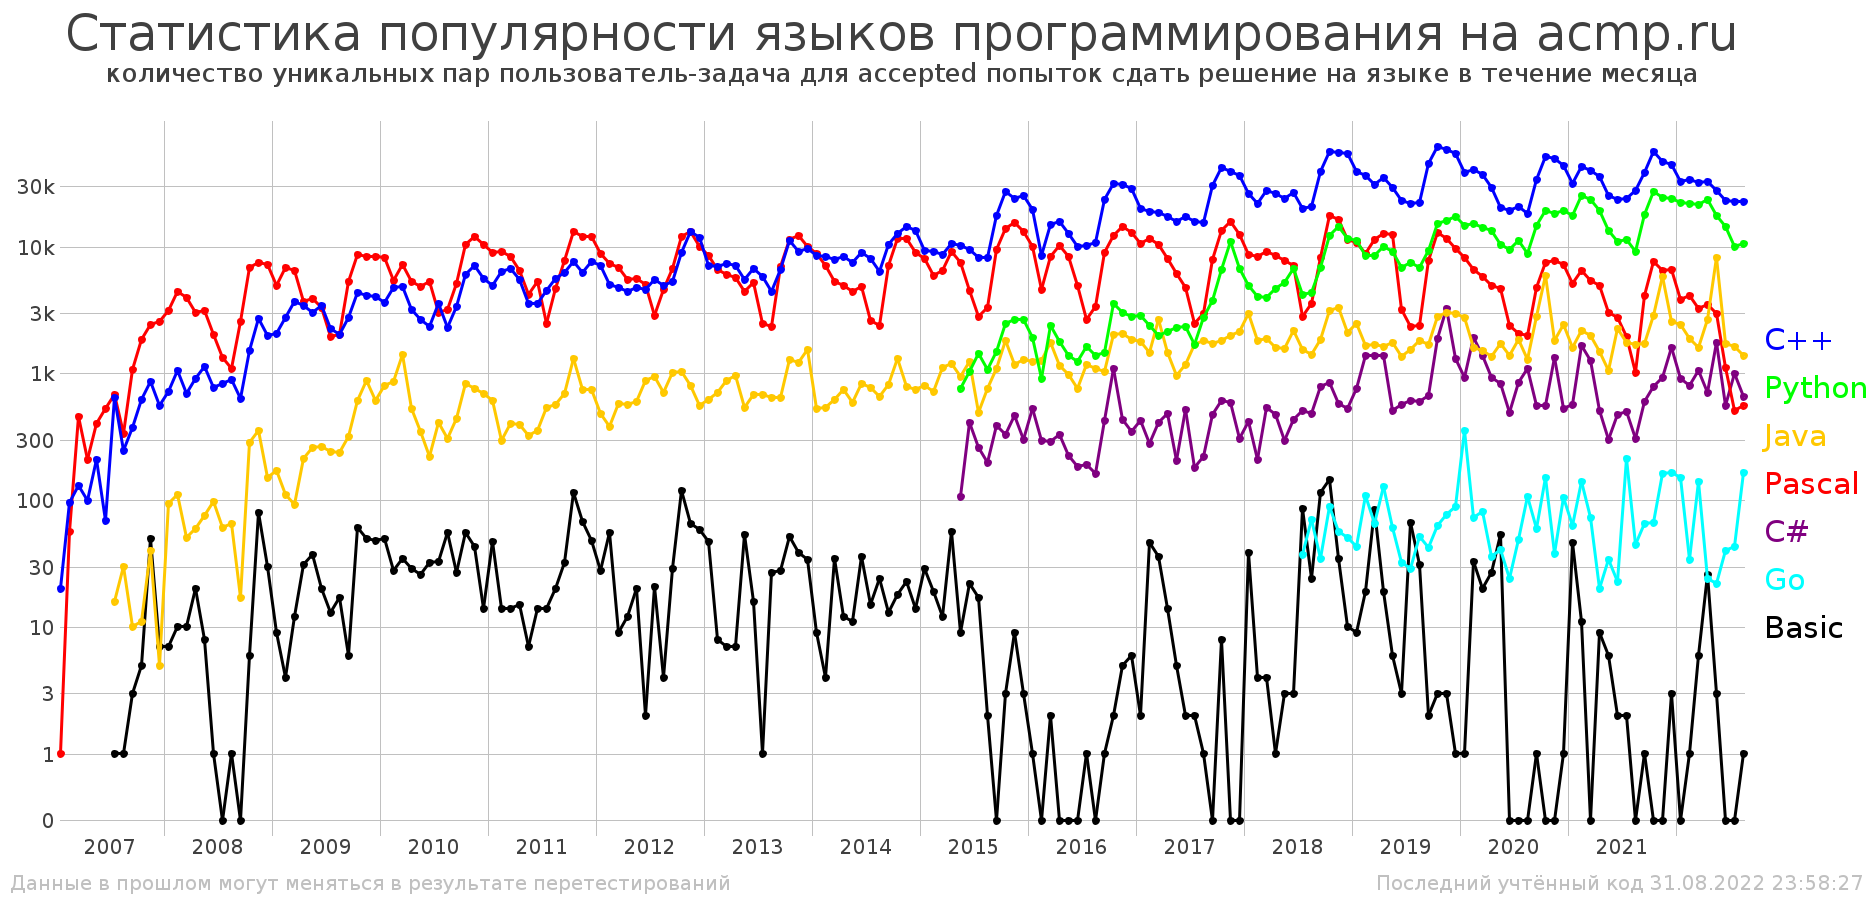 Статистика популярности языков программирования на acmp.ru
количество уникальных пар пользователь-задача для accepted попыток сдать решение на языке в течение месяца
30k
10k
3k
1k
300
100
30
10
3
1
0
C++
Python
Java
Pascal
C#
Go
Basic
2007 2008 2009 2010 2011 2012 2013 2014 2015 2016 2017 2018 2019 2020 2021
Данные в прошлом могут меняться в результате перетестирований
Последний учтённый код 31.08.2022 23:58:27